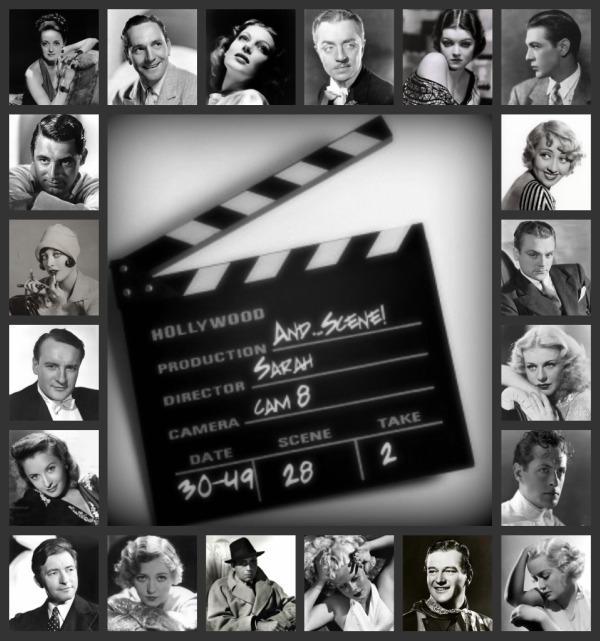 HOLLYWOOD
PRODUCTION AND...SCENE!
DIRECTOR SARAH
CAMERA CAM 8
DATE SCENE TAKE
30-49 28 2